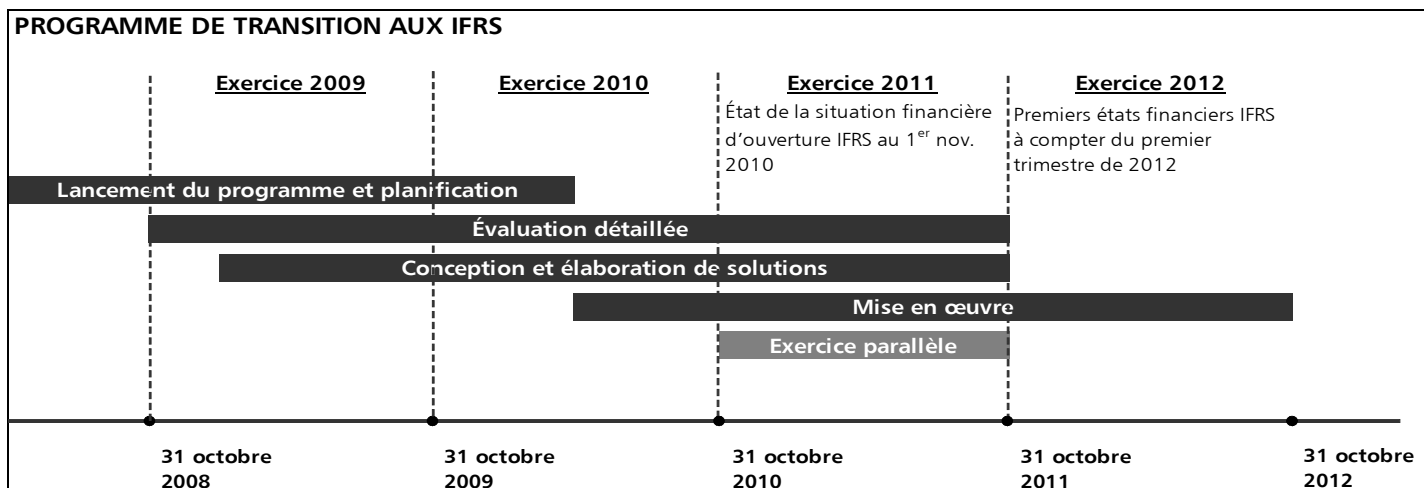 PROGRAMME DE TRANSITION AUX IFRS
Exercice 2009
Exercice 2010
Exercice 2011
Exercice 2012
État de la situation financière
d'ouverture IFRS au 1er nov.
2010
Premiers états financiers IFRS
à compter du premier
trimestre de 2012
Lancement du programme et planification
Évaluation détaillée
Conception et élaboration de solutions
Mise en œuvre
Exercice parallèle
31 octobre
2008
31 octobre
2009
31 octobre
2010
31 octobre
2011
31 octobre
2012